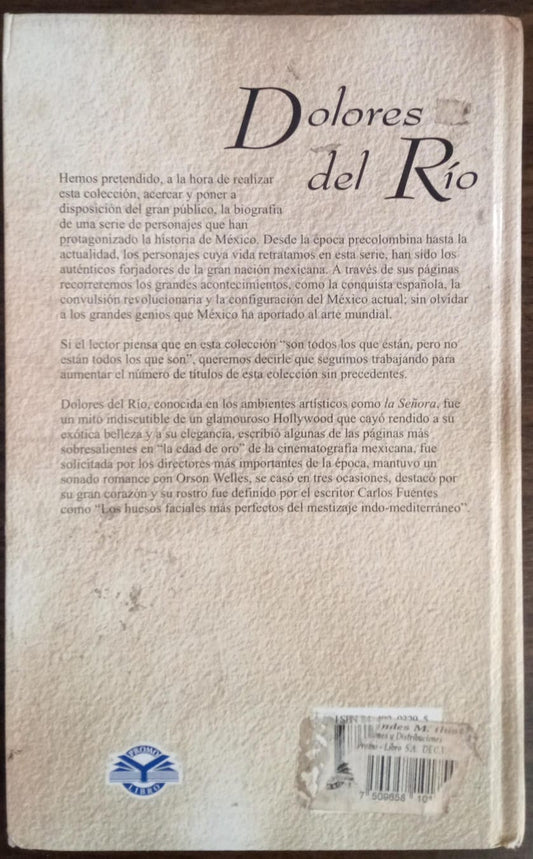 Dolores
del Río
Hemos pretendido, a la hora de realizar
esta colección, acercar y poner a
disposición del gran público, la biografía
de una serie de personajes que han
protagonizado la historia de México. Desde la época precolombina hasta la
actualidad, los personajes cuya vida retratamos en esta serie, han sido los
auténticos forjadores de la gran nación mexicana. A través de sus páginas
recorreremos los grandes acontecimientos, como la conquista española, la
convulsión revolucionaria y la configuración del México actual; sin olvidar
a los grandes genios que México ha aportado al arte mundial.
Si el lector piensa que en esta colección “son todos los que están, pero no
están todos los que son”, queremos decirle que seguimos trabajando para
aumentar el número de títulos de esta colección sin precedentes.
Dolores del Río, conocida en los ambientes artísticos como la Señora, fue
un mito indiscutible de un glamouroso Hollywood que cayó rendido a su
exótica belleza y a su elegancia, escribió algunas de las páginas más
sobresalientes en “la edad de oro” de la cinematografía mexicana, fue
solicitada por los directores más importantes de la época, mantuvo un
sonado romance con Orson Welles, se casó en tres ocasiones, destacó por
su gran corazón y su rostro fue definido por el escritor Carlos Fuentes
como “Los huesos faciales más perfectos del mestizaje indo-mediterráneo”.
PROMO
LIBRO
ISBN
M.
y Distribuciones
Promo - Libro S.A. DE C.V.
7 509858 10